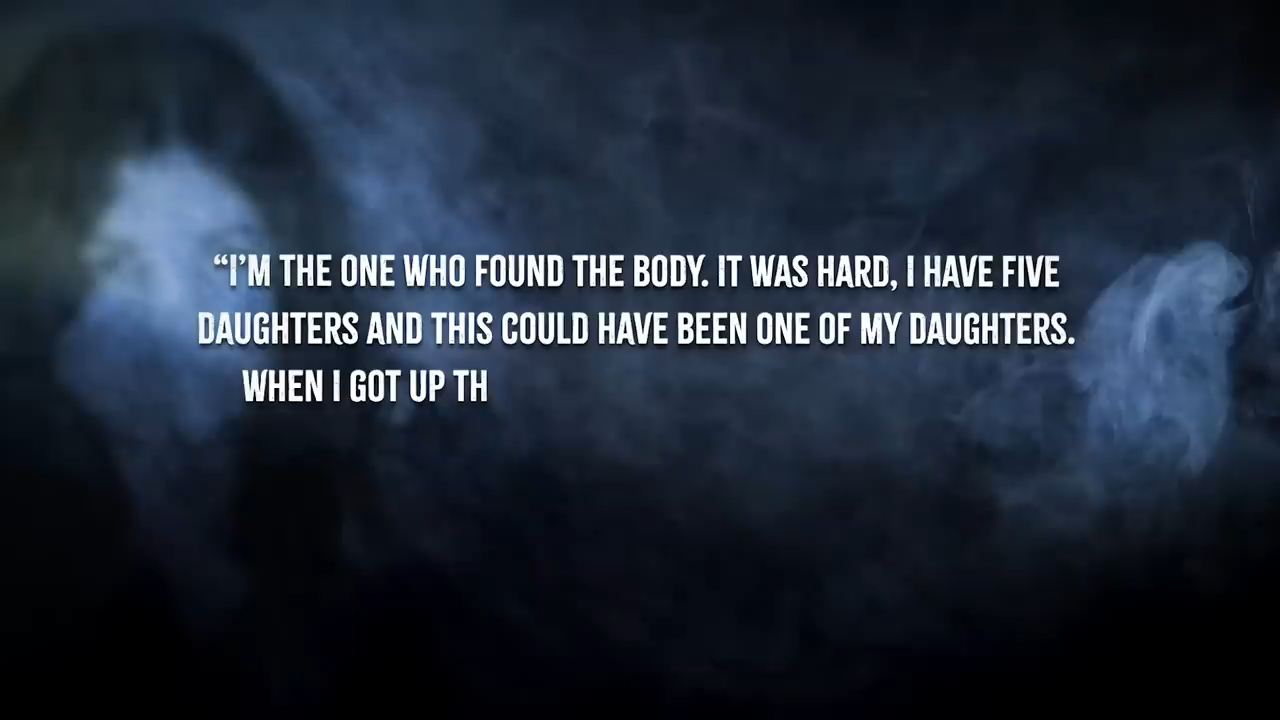 “I’M THE ONE WHO FOUND THE BODY. IT WAS HARD, I HAVE FIVE
DAUGHTERS AND THIS COULD HAVE BEEN ONE OF MY DAUGHTERS.
WHEN I GOT UP TH